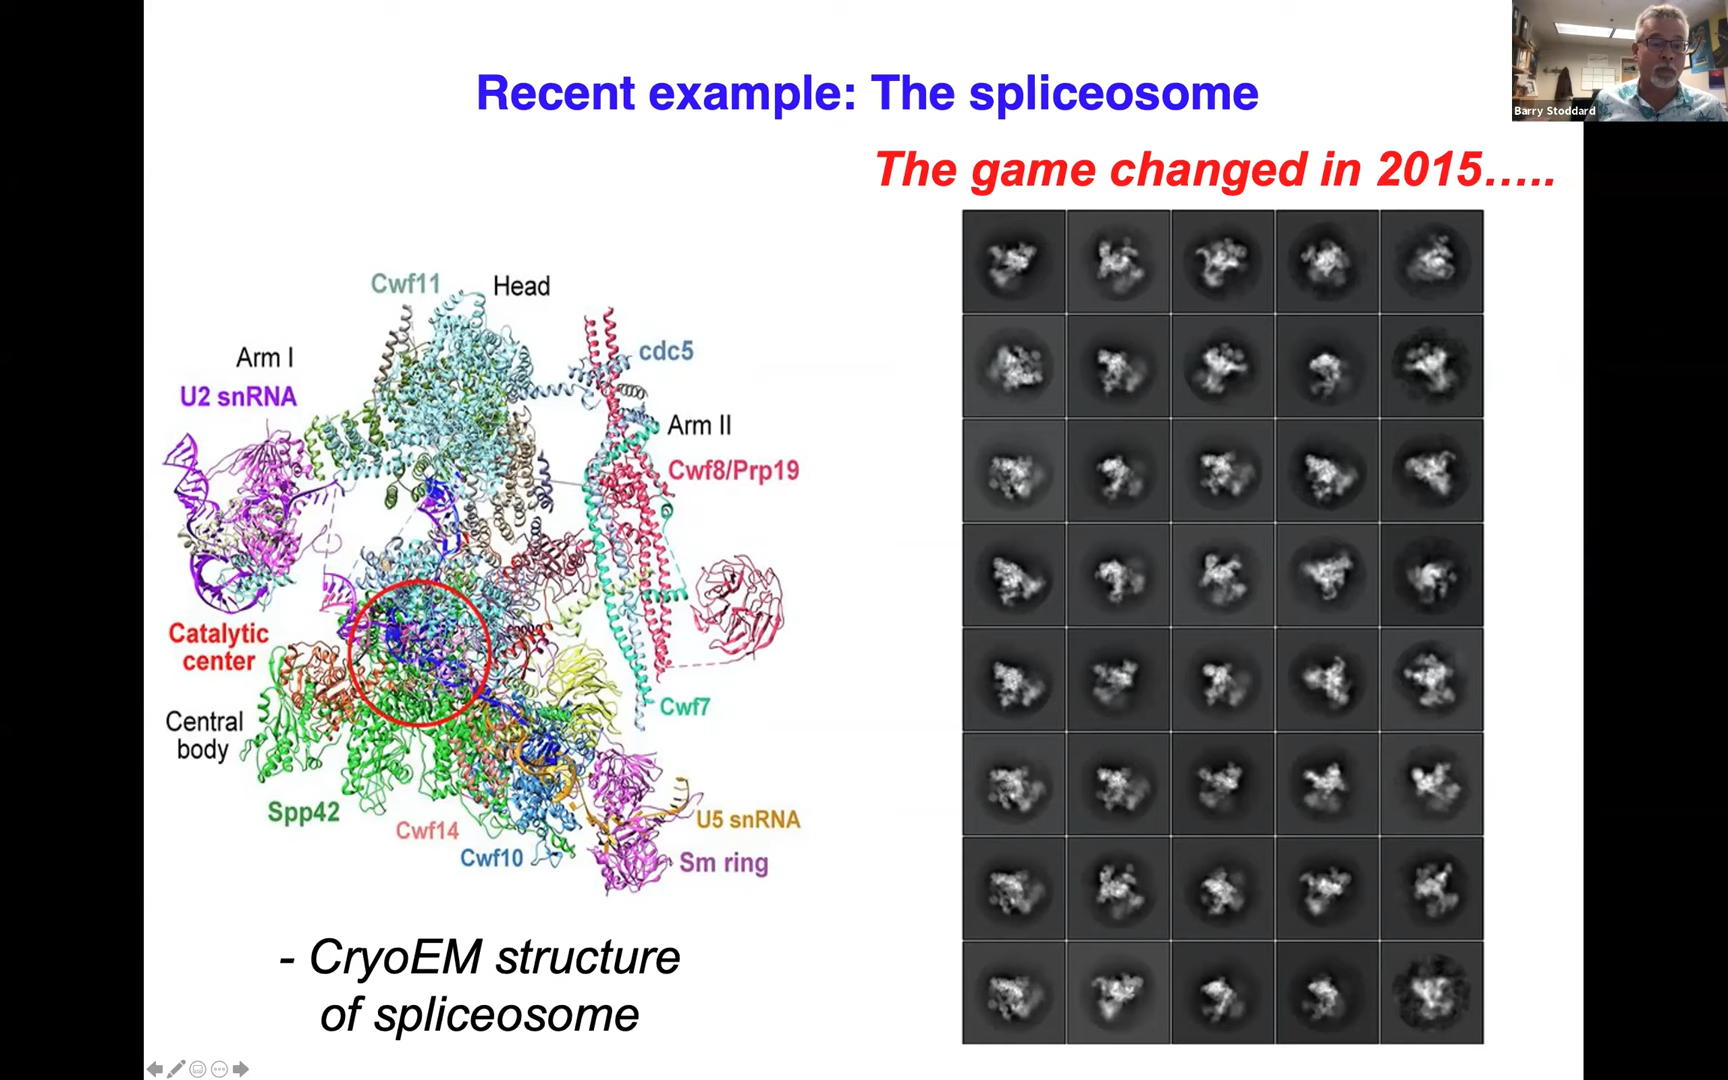 Recent example: The spliceosome
Barry Stoddard
The game changed in 2015.....
Cwf11
Head
cdc5
Arm I
U2 snRNA
Arm II
Cwf8/Prp19
Catalytic
center
Central
body
Cwf7
Spp42
Cwf14
Cwf10
U5 snRNA
Sm ring
- CryoEM structure
of spliceosome